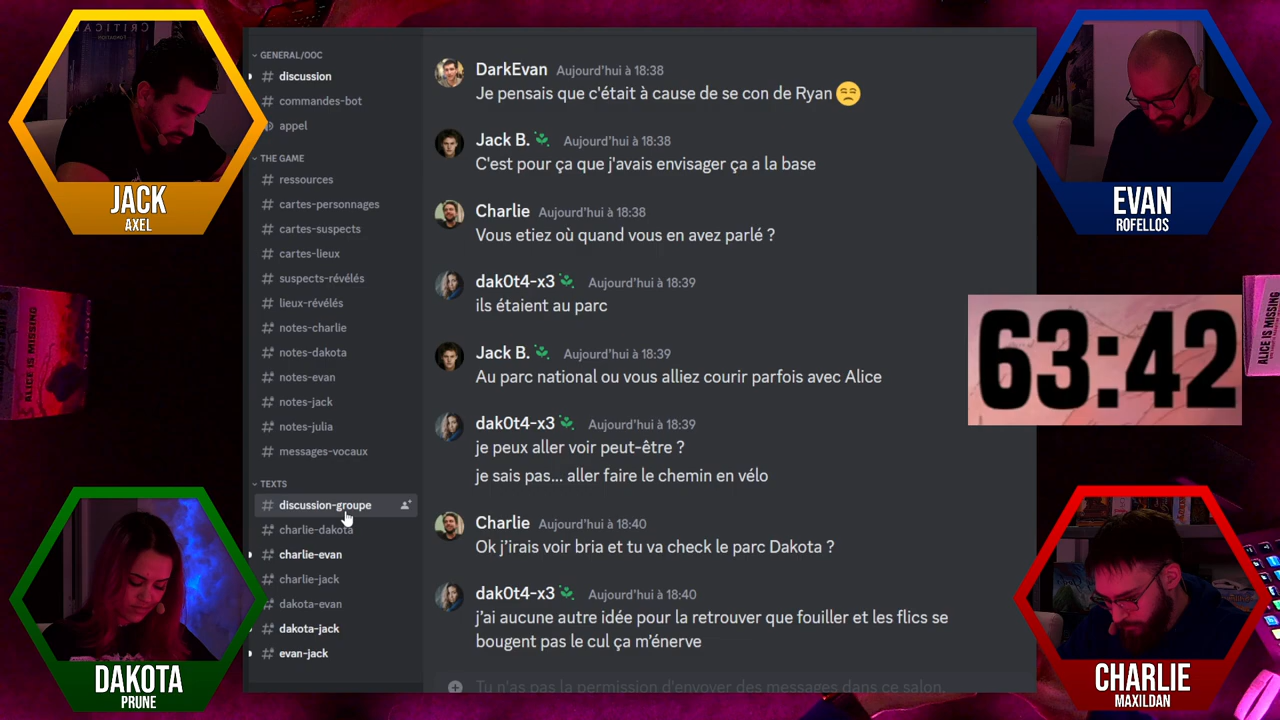 JACK
AXEL
DAKOTA
PRUNE
GENERAL/OOC
discussion
commandes-bot
appel
THE GAME
ressources
cartes-personnages
cartes-suspects
cartes-lieux
suspects-révélés
lieux-révélés
notes-charlie
notes-dakota
notes-evan
notes-jack
notes-julia
messages-vocaux
TEXTS
discussion-groupe
charlie-dakota
charlie-evan
charlie-jack
dakota-evan
dakota-jack
evan-jack
DarkEvan Aujourd'hui à 18:38
Je pensais que c'était à cause de se con de Ryan 😒
Jack B. Aujourd'hui à 18:38
C'est pour ça que j'avais envisager ça a la base
Charlie Aujourd'hui à 18:38
Vous etiez où quand vous en avez parlé ?
dak0t4-x3 Aujourd'hui à 18:39
ils étaient au parc
Jack B. Aujourd'hui à 18:39
Au parc national ou vous alliez courir parfois avec Alice
dak0t4-x3 Aujourd'hui à 18:39
je peux aller voir peut-être ?
je sais pas... aller faire le chemin en vélo
Charlie Aujourd'hui à 18:40
Ok j'irais voir bria et tu va check le parc Dakota ?
dak0t4-x3 Aujourd'hui à 18:40
j'ai aucune autre idée pour la retrouver que fouiller et les flics se
bougent pas le cul ça m'énerve
Tu n'as pas la permission d'envoyer des messages dans ce salon.
EVAN
ROFELLOS
63:42
CHARLIE
MAXILDAN
ALICE IS MISSING
ALICE IS MISSING